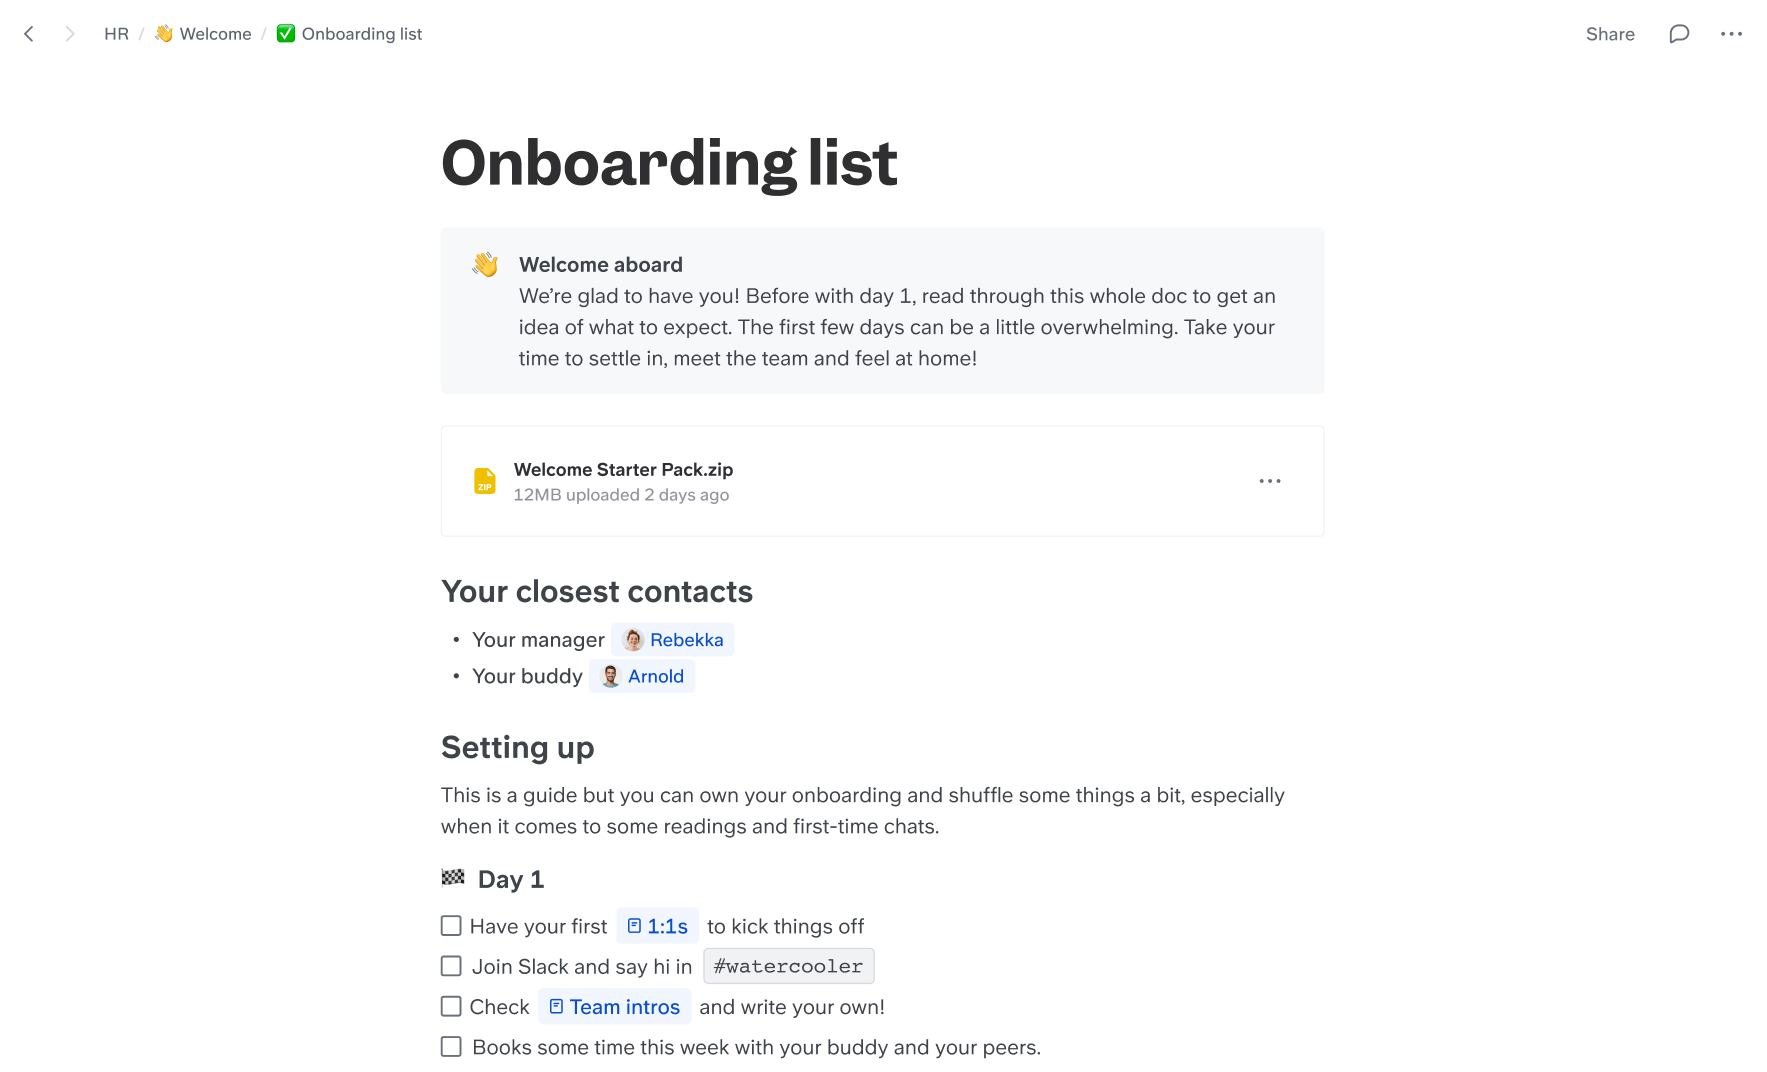 HR / 👋 Welcome / ✅ Onboarding list
Share
Onboarding list
👋 Welcome aboard
We’re glad to have you! Before with day 1, read through this whole doc to get an
idea of what to expect. The first few days can be a little overwhelming. Take your
time to settle in, meet the team and feel at home!
ZIP
Welcome Starter Pack.zip
12MB uploaded 2 days ago
Your closest contacts
• Your manager Rebekka
• Your buddy Arnold
Setting up
This is a guide but you can own your onboarding and shuffle some things a bit, especially
when it comes to some readings and first-time chats.
🏁 Day 1
Have your first 1:1s to kick things off
Join Slack and say hi in #watercooler
Check Team intros and write your own!
Books some time this week with your buddy and your peers.